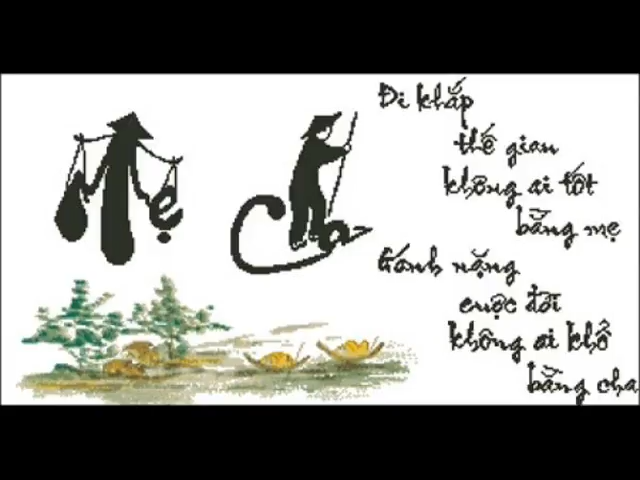 Mẹ Cha
Đi khắp
thế gian
không ai tốt
bằng mẹ
Gánh nặng
cuộc đời
không ai khổ
bằng cha